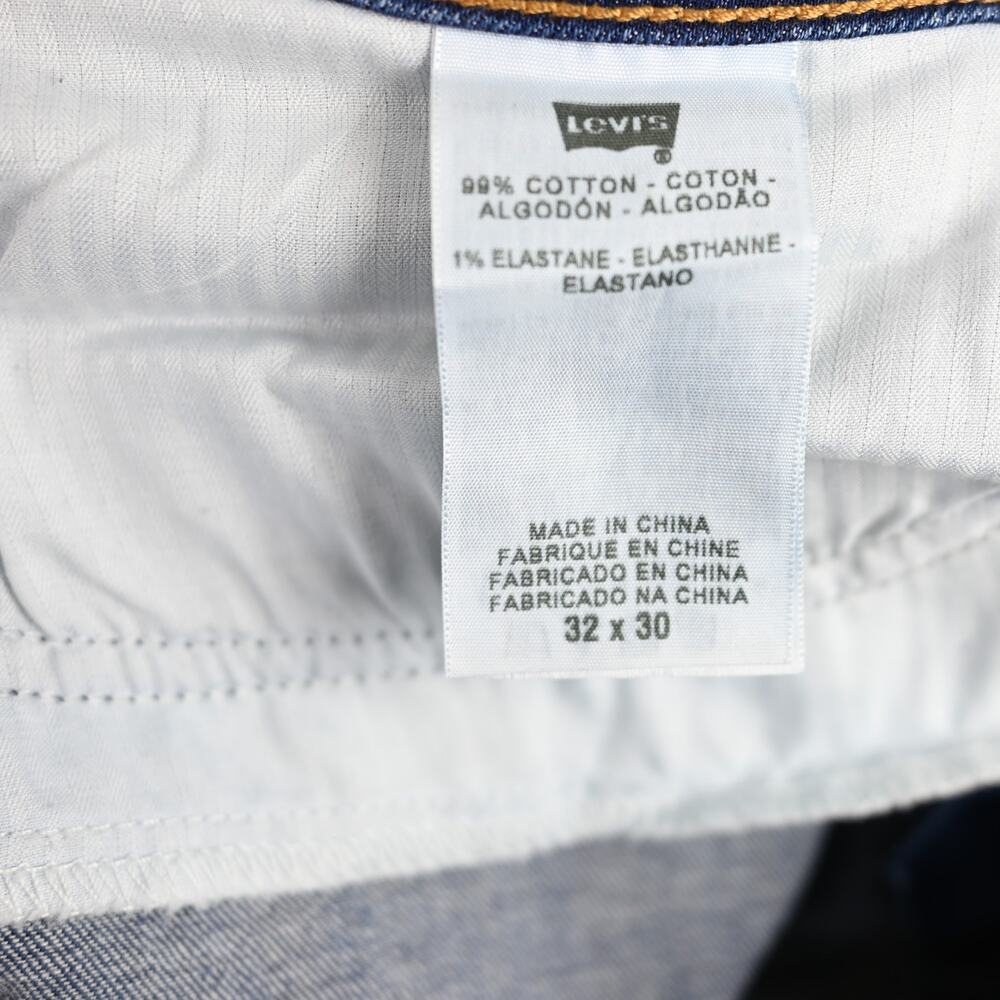 LEVI'S
®
99% COTTON - COTON -
ALGODÓN - ALGODÃO
1% ELASTANE - ELASTHANNE -
ELASTANO
MADE IN CHINA
FABRIQUE EN CHINE
FABRICADO EN CHINA
FABRICADO NA CHINA
32 x 30